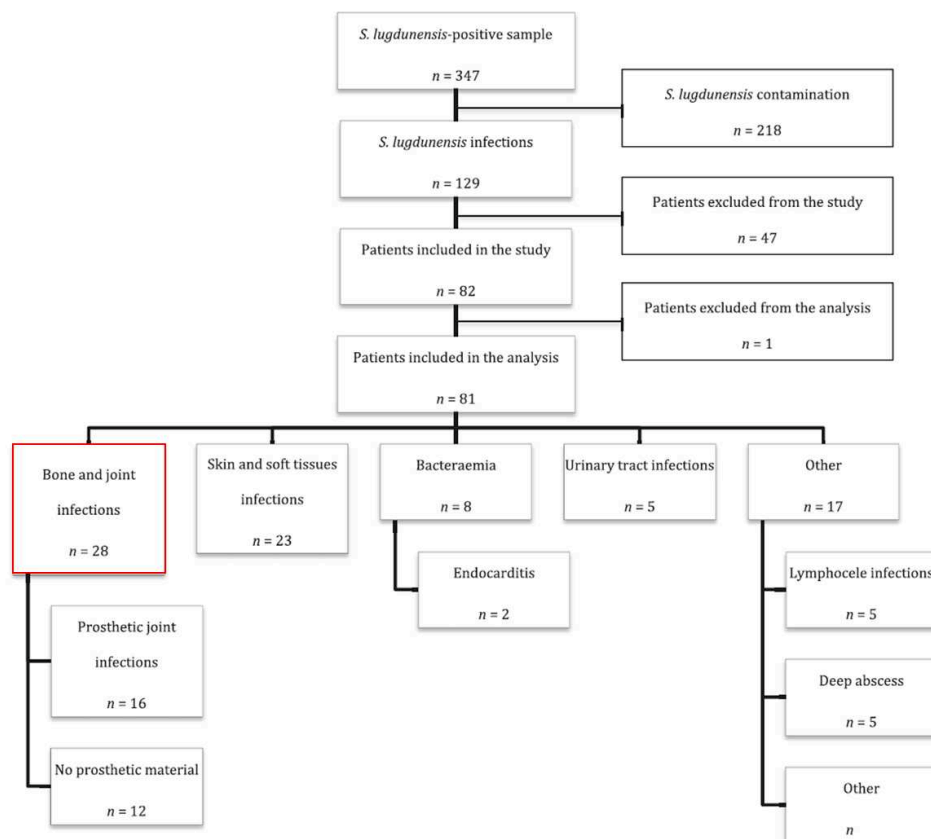 S. lugdunensis-positive sample
n = 347
S. lugdunensis contamination
n = 218
S. lugdunensis infections
n = 129
Patients excluded from the study
n = 47
Patients included in the study
n = 82
Patients excluded from the analysis
n = 1
Patients included in the analysis
n = 81
Bone and joint
infections
n = 28
Skin and soft tissues
infections
n = 23
Bacteraemia
n = 8
Urinary tract infections
n = 5
Other
n = 17
Prosthetic joint
infections
n = 16
No prosthetic material
n = 12
Endocarditis
n = 2
Lymphocele infections
n = 5
Deep abscess
n = 5
Other
n